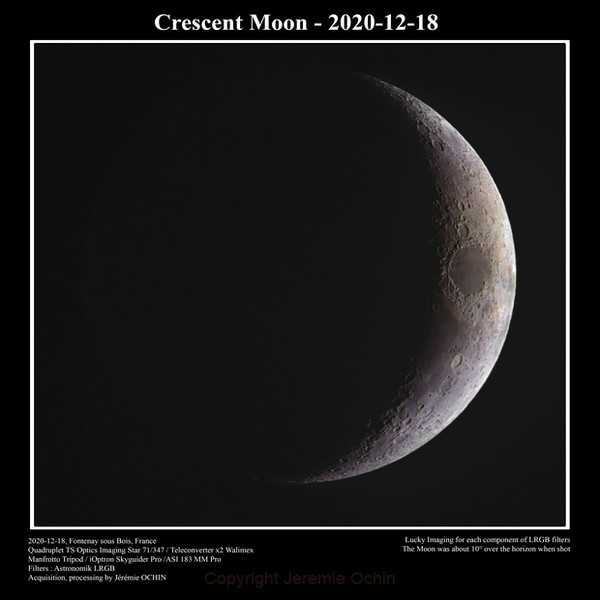 Crescent Moon - 2020-12-18
2020-12-18, Fontenay sous Bois, France
Quadruplet TS Optics Imaging Star 71/347 / Teleconverter x2 Walimex
Manfrotto Tripod / iOptron Skyguider Pro /ASI 183 MM Pro
Filters : Astronomik LRGB
Acquisition, processing by Jérémie OCHIN
Lucky Imaging for each component of LRGB filters
The Moon was about 10° over the horizon when shot
Copyright Jeremie Ochin